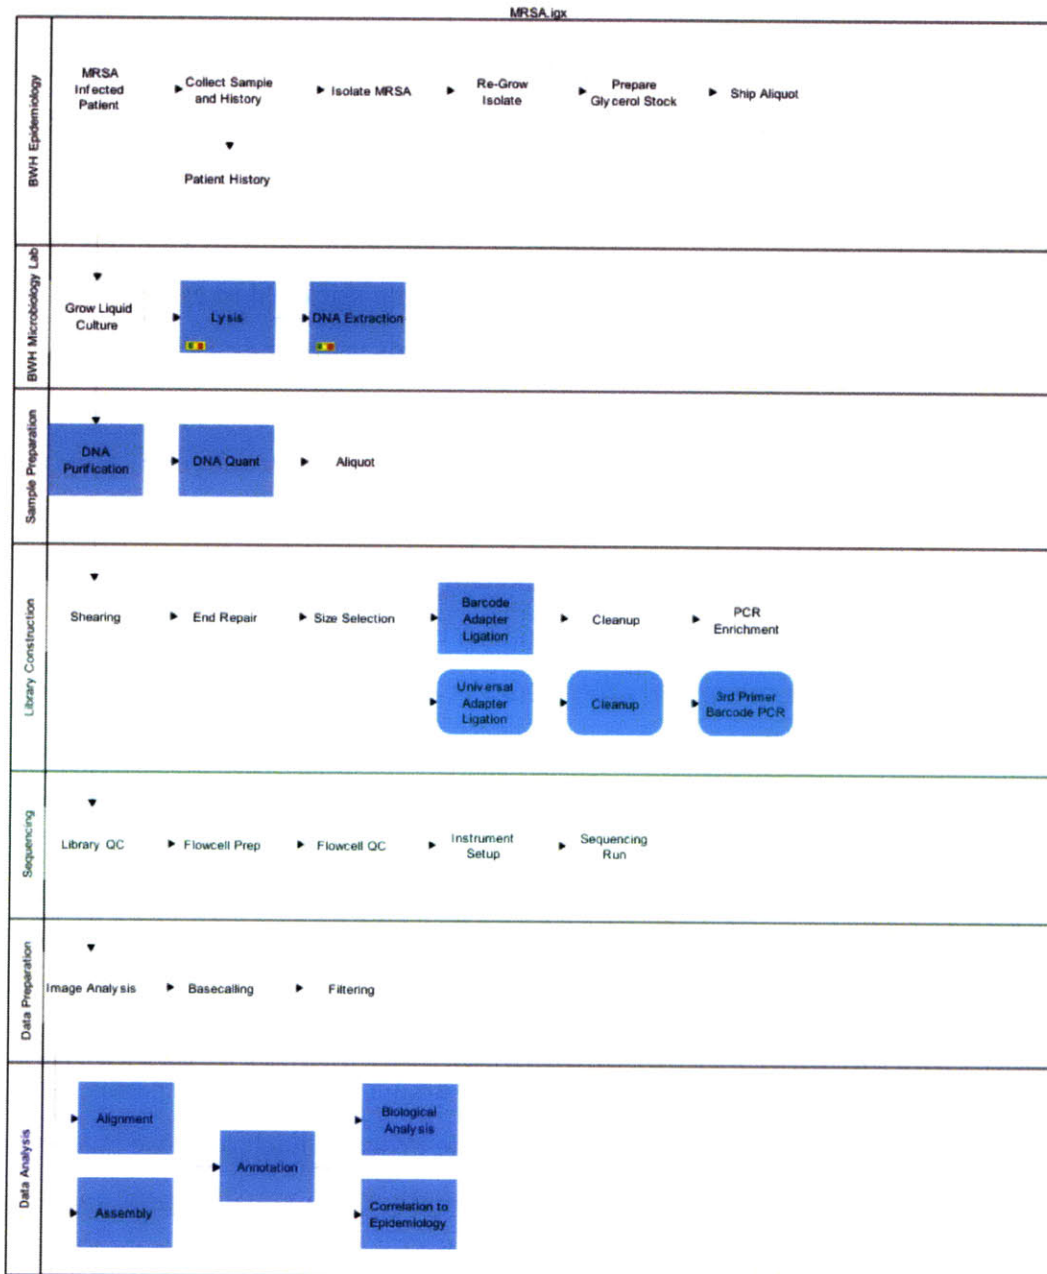 MRSA.igx
BWH Epidemiology
MRSA
Infected
Patient
Collect Sample
and History
Isolate MRSA
Re-Grow
Isolate
Prepare
Glycerol Stock
Ship Aliquot
Patient History
BWH Microbiology Lab
Grow Liquid
Culture
Lysis
DNA Extraction
Sample Preparation
DNA
Purification
DNA Quant
Aliquot
Library Construction
Shearing
End Repair
Size Selection
Barcode
Adapter
Ligation
Cleanup
PCR
Enrichment
Universal
Adapter
Ligation
Cleanup
3rd Primer
Barcode PCR
Sequencing
Library QC
Flowcell Prep
Flowcell QC
Instrument
Setup
Sequencing
Run
Data Preparation
Image Analysis
Basecalling
Filtering
Data Analysis
Alignment
Assembly
Annotation
Biological
Analysis
Correlation to
Epidemiology